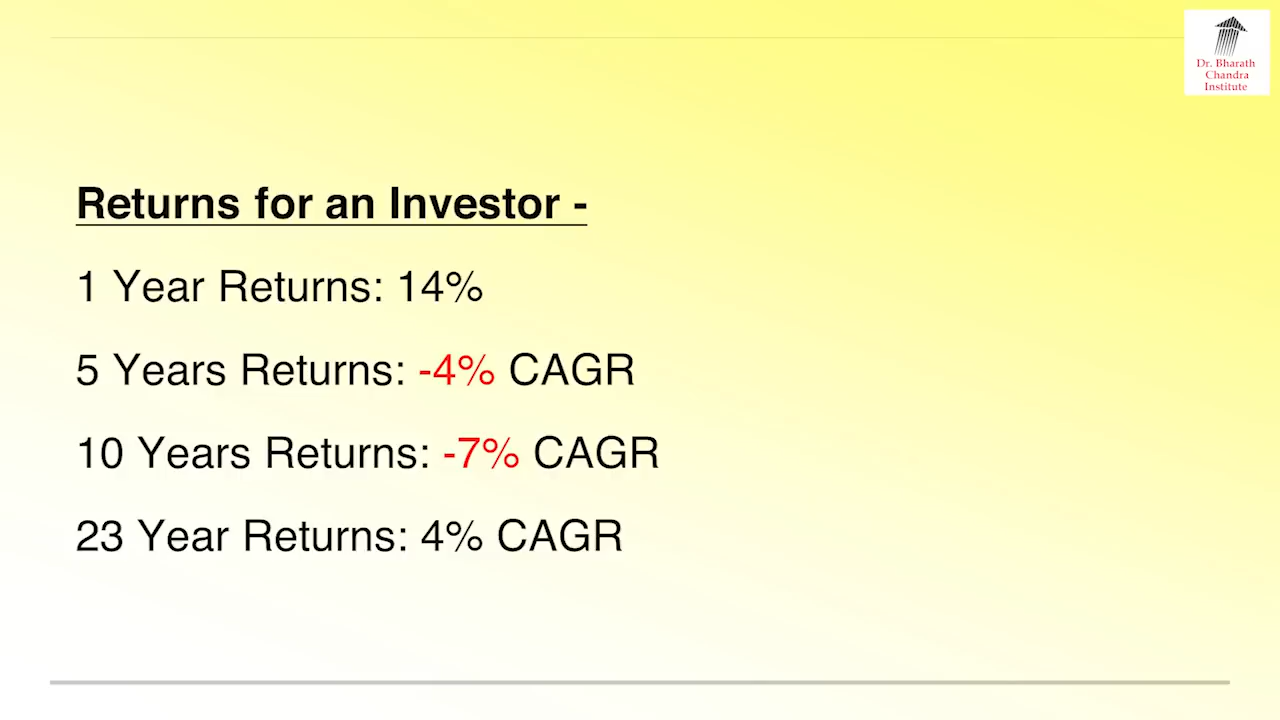 Dr. Bharath
Chandra
Institute
Returns for an Investor -
1 Year Returns: 14%
5 Years Returns: -4% CAGR
10 Years Returns: -7% CAGR
23 Year Returns: 4% CAGR